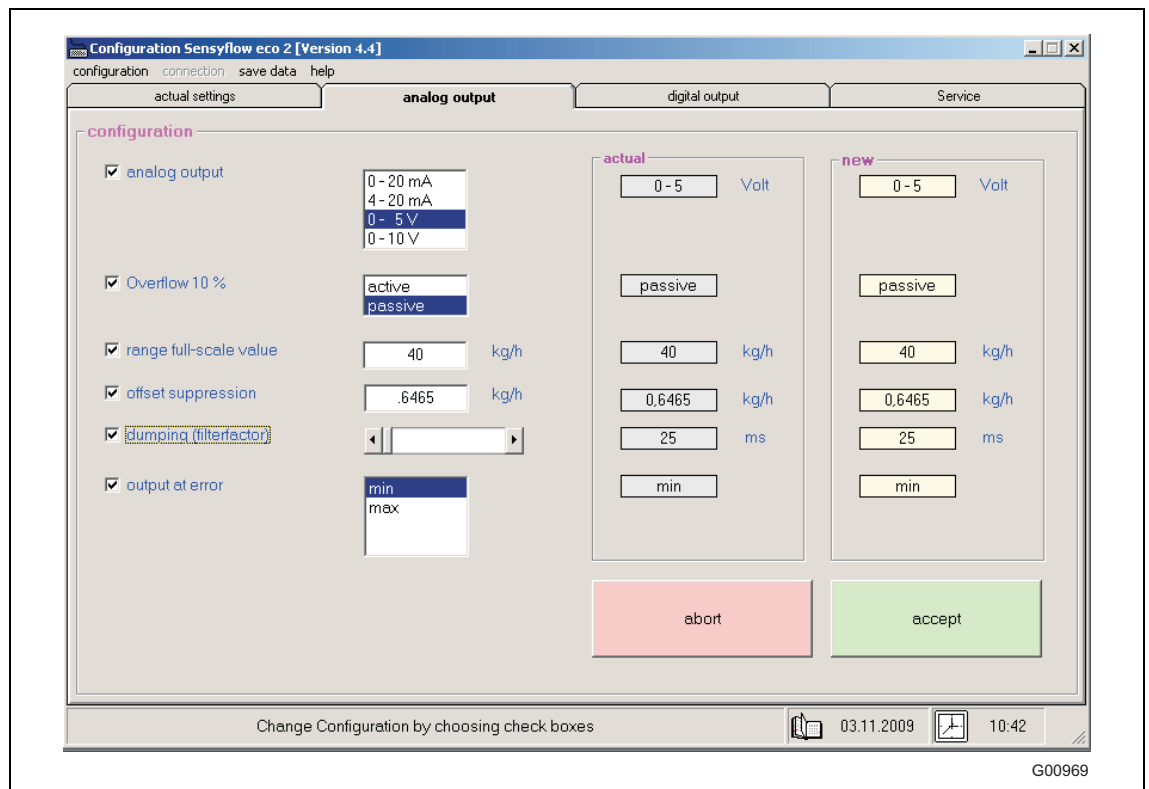 Configuration Sensyflow eco 2 [Version 4.4]
configuration connection save data help
actual settings analog output digital output Service
configuration
actual new
analog output 0 - 20 mA 0 - 5 Volt 0 - 5 Volt
4 - 20 mA
0 - 5 V
0 - 10 V
Overflow 10 % active passive passive
passive
range full-scale value 40 kg/h 40 kg/h 40 kg/h
offset suppression .6465 kg/h 0,6465 kg/h 0,6465 kg/h
dumping (filterfactor) 25 ms 25 ms
output at error min min min
max
abort accept
Change Configuration by choosing check boxes 03.11.2009 10:42
G00969